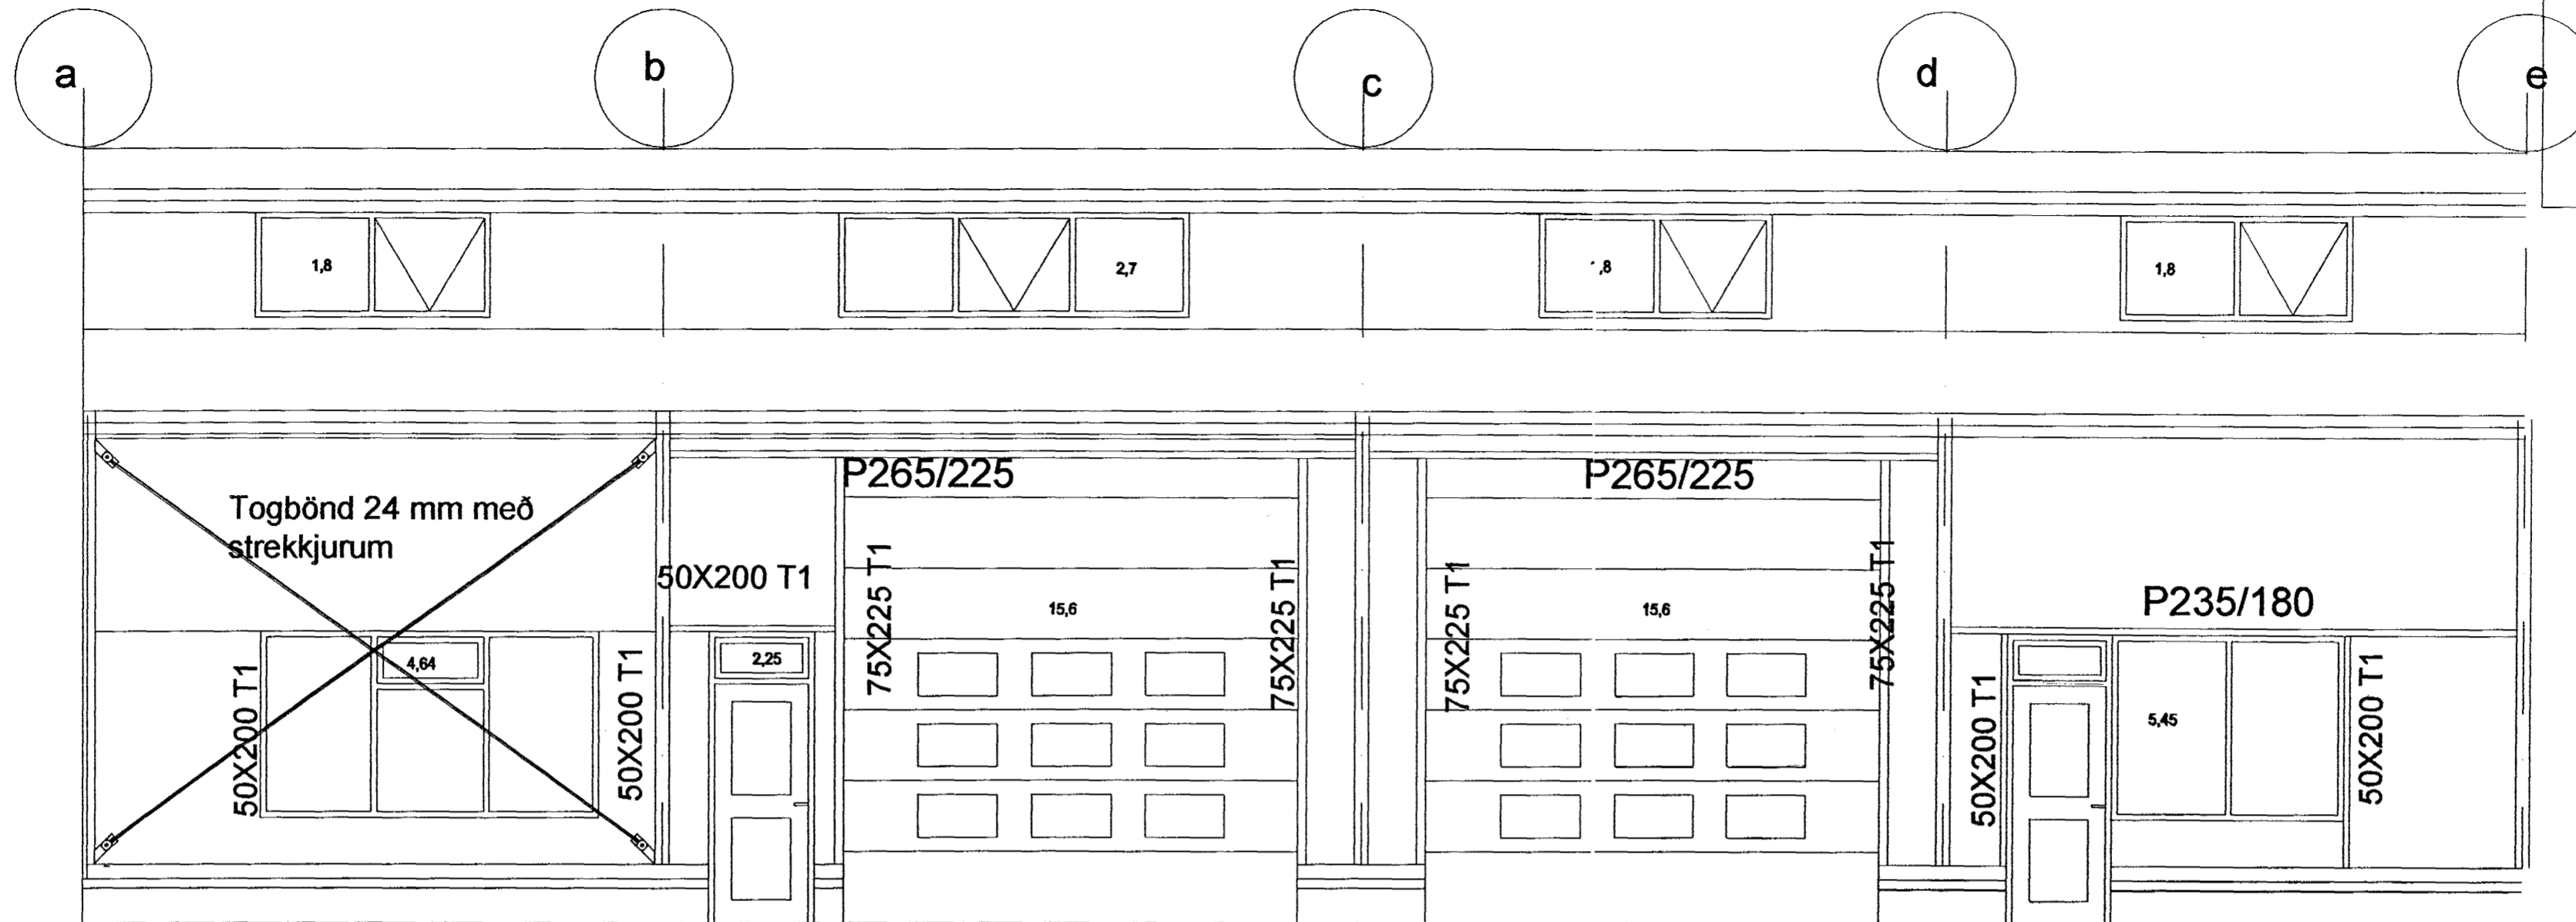 a
b
c
d
e
1,8
2,7
,8
1,8
P265/225
P265/225
Togbönd 24 mm með
strekkjurum
50X200 T1
75X225 T1
75X225 T1
75X225 T1
75X225 T1
15,6
15,6
P235/180
4,64
2,25
50X200 T1
50X200 T1
50X200 T1
5,45
50X200 T1